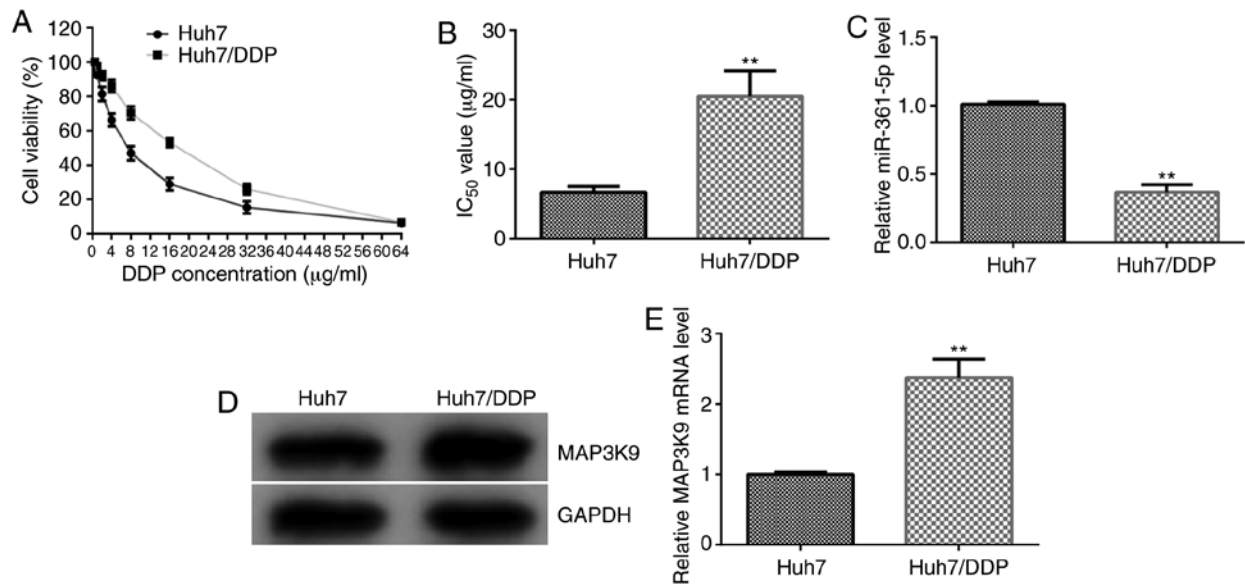 A
Huh7
Huh7/DDP
120
100
80
60
40
20
0
Cell viability (%)
0 4 8 12 16 20 24 28 32 36 40 44 48 52 56 60 64
DDP concentration (μg/ml)
B
30
20
10
0
IC50 value (μg/ml)
**
Huh7 Huh7/DDP
C
1.5
1.0
0.5
0.0
Relative miR-361-5p level
**
Huh7 Huh7/DDP
D
Huh7 Huh7/DDP
MAP3K9
GAPDH
E
3
2
1
0
Relative MAP3K9 mRNA level
**
Huh7 Huh7/DDP